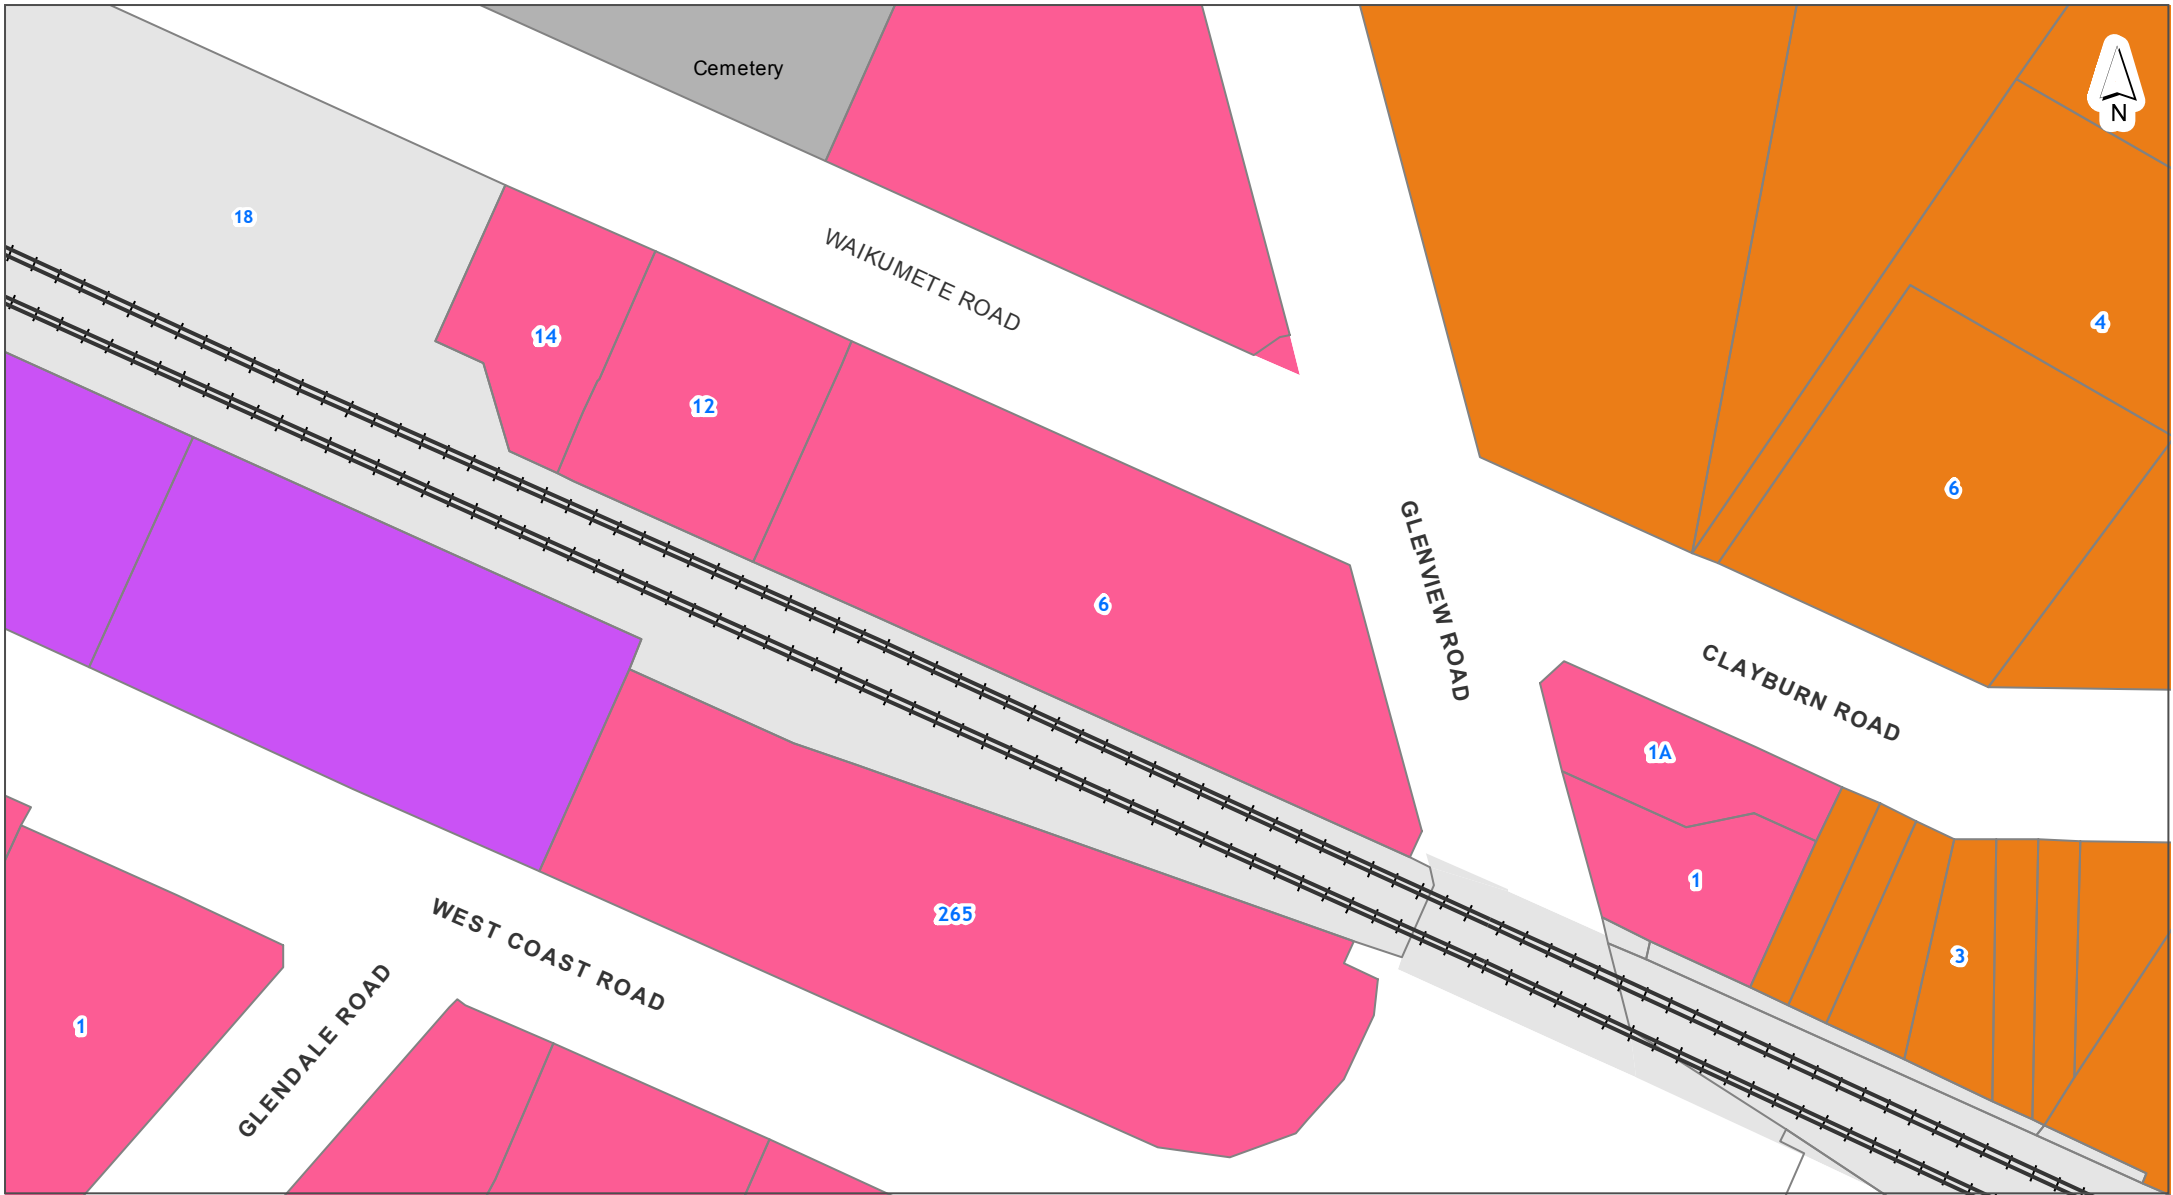 Cemetery
N
18
WAIKUMETE ROAD
14
4
12
6
GLENVIEW ROAD
6
CLAYBURN ROAD
1A
1
265
WEST COAST ROAD
3
1
GLENDALE ROAD